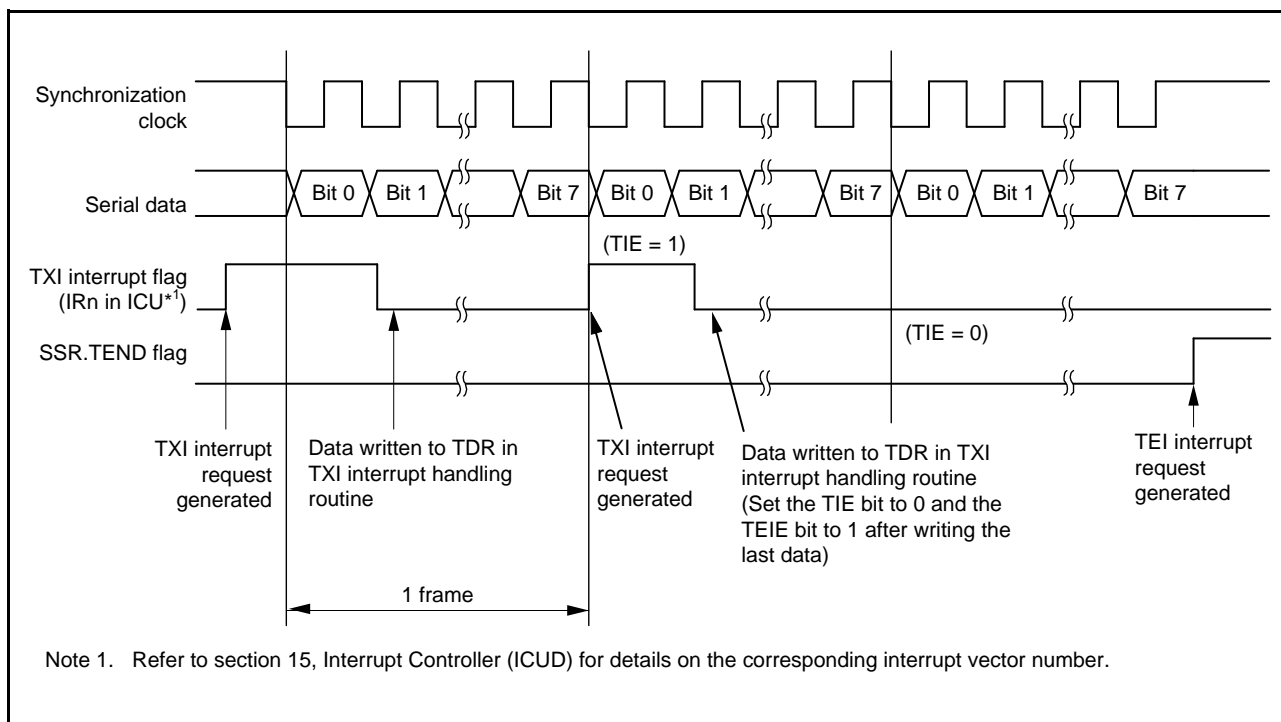 Synchronization
clock
Serial data
Bit 0 Bit 1 Bit 7 Bit 0 Bit 1 Bit 7 Bit 0 Bit 1 Bit 7
(TIE = 1)
TXI interrupt flag
(IRn in ICU*1)
(TIE = 0)
SSR.TEND flag
TXI interrupt
request
generated
Data written to TDR in
TXI interrupt handling
routine
TXI interrupt
request
generated
Data written to TDR in TXI
interrupt handling routine
(Set the TIE bit to 0 and the
TEIE bit to 1 after writing the
last data)
TEI interrupt
request
generated
1 frame
Note 1. Refer to section 15, Interrupt Controller (ICUD) for details on the corresponding interrupt vector number.